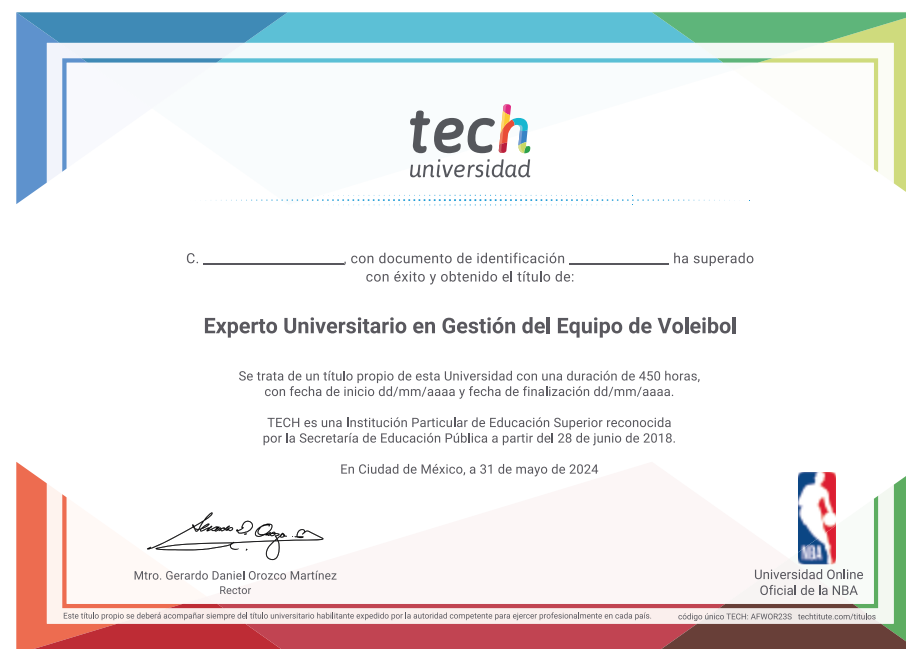 tech
universidad
C. ____________________, con documento de identificación ______________ ha superado
con éxito y obtenido el título de:
Experto Universitario en Gestión del Equipo de Voleibol
Se trata de un título propio de esta Universidad con una duración de 450 horas,
con fecha de inicio dd/mm/aaaa y fecha de finalización dd/mm/aaaa.
TECH es una Institución Particular de Educación Superior reconocida
por la Secretaría de Educación Pública a partir del 28 de junio de 2018.
En Ciudad de México, a 31 de mayo de 2024
Mtro. Gerardo Daniel Orozco Martínez
Rector
NBA
Universidad Online
Oficial de la NBA
Este título propio se deberá acompañar siempre del título universitario habilitante expedido por la autoridad competente para ejercer profesionalmente en cada país. código único TECH: AFWOR23S techtitute.com/titulos